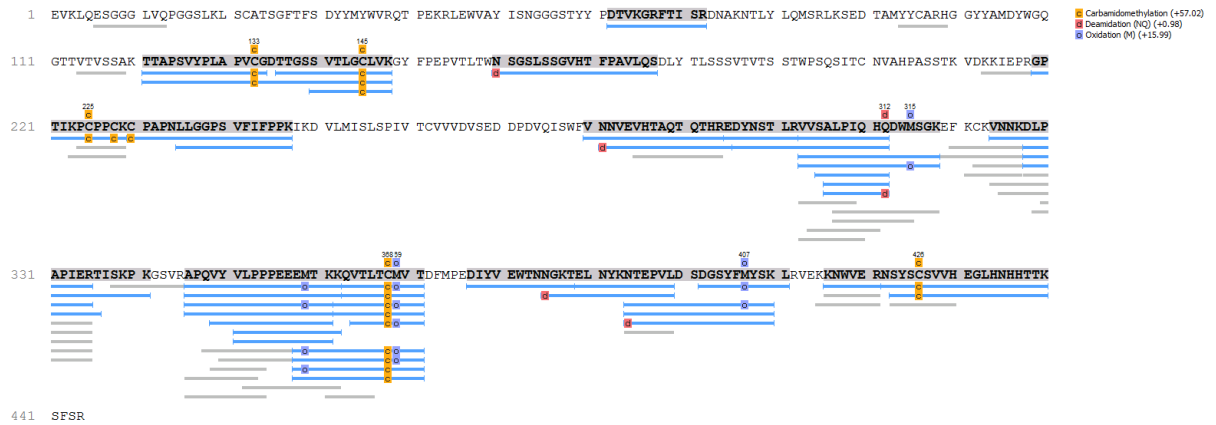 1 EVKLQESGGG LVQPGGSLKL SCATSGFTFS DYYMYWVRQT PEKRLEWVAY ISNGGGSTYY PDTVKGRFTI SRDNAKNTLY LQMSRLKSED TAMYYCARHG GYYAMDYWGQ
c Carbamidomethylation (+57.02)
d Deamidation (NQ) (+0.98)
o Oxidation (M) (+15.99)
133 145
c c
111 GTTVTVSSAK TTAPSVYPLA PVCGDTTGSS VTLGCLVKGY FPEPVTLTWN SGSLSSGVHT FPAVLQSDLY TLSSSVTVTS STWPSQSITC NVAHPASSTK VDKKIEPRGP
c c d
c c
c
225 312 315
c d o
221 TIKPCPPCKC PAPNLLGGPS VFIFPPKIKD VLMISLSPIV TCVVVDVSED DPDVQISWFV NNVEVHTAQT QTHREDYNST LRVVSALPIQ HQDWMSGKEF KCKVNNKDLP
c c c
d
o
d
368 407 426
c o o c
331 APIERTISKP KGSVRAPQVY VLPPPEEEMT KKQVTLTCMV TDFMPEDIYV EWTNNGKTEL NYKNTEPVLD SDGSYFMYSK LRVEKKNWVE RNSYSCSVVH EGLHNHHTTK
o c o o c
c d c
o c o o
c
c o d
o c o
c o
o c
c
441 SFSR